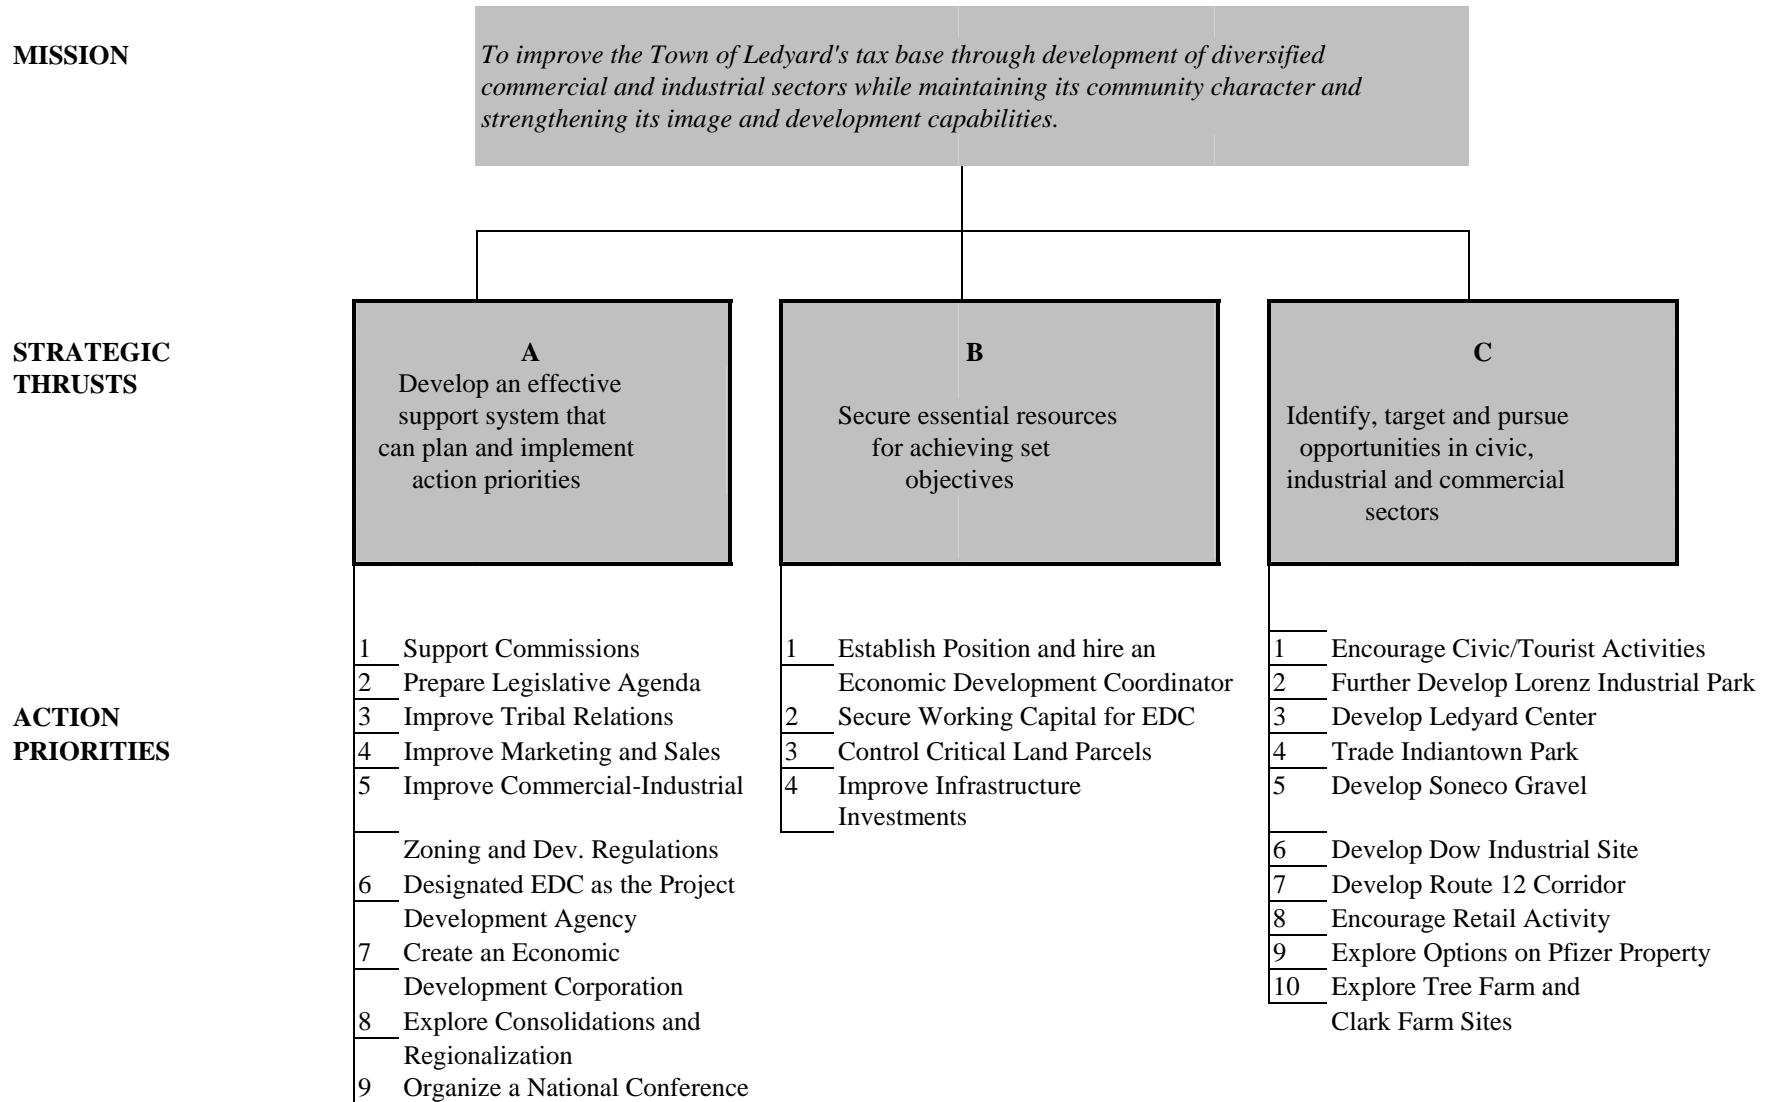 MISSION
To improve the Town of Ledyard's tax base through development of diversified
commercial and industrial sectors while maintaining its community character and
strengthening its image and development capabilities.
STRATEGIC
THRUSTS
A
Develop an effective
support system that
can plan and implement
action priorities
B
Secure essential resources
for achieving set
objectives
C
Identify, target and pursue
opportunities in civic,
industrial and commercial
sectors
ACTION
PRIORITIES
1 Support Commissions
2 Prepare Legislative Agenda
3 Improve Tribal Relations
4 Improve Marketing and Sales
5 Improve Commercial-Industrial
Zoning and Dev. Regulations
6 Designated EDC as the Project
Development Agency
7 Create an Economic
Development Corporation
8 Explore Consolidations and
Regionalization
9 Organize a National Conference
1 Establish Position and hire an
Economic Development Coordinator
2 Secure Working Capital for EDC
3 Control Critical Land Parcels
4 Improve Infrastructure
Investments
1 Encourage Civic/Tourist Activities
2 Further Develop Lorenz Industrial Park
3 Develop Ledyard Center
4 Trade Indiantown Park
5 Develop Soneco Gravel
6 Develop Dow Industrial Site
7 Develop Route 12 Corridor
8 Encourage Retail Activity
9 Explore Options on Pfizer Property
10 Explore Tree Farm and
Clark Farm Sites